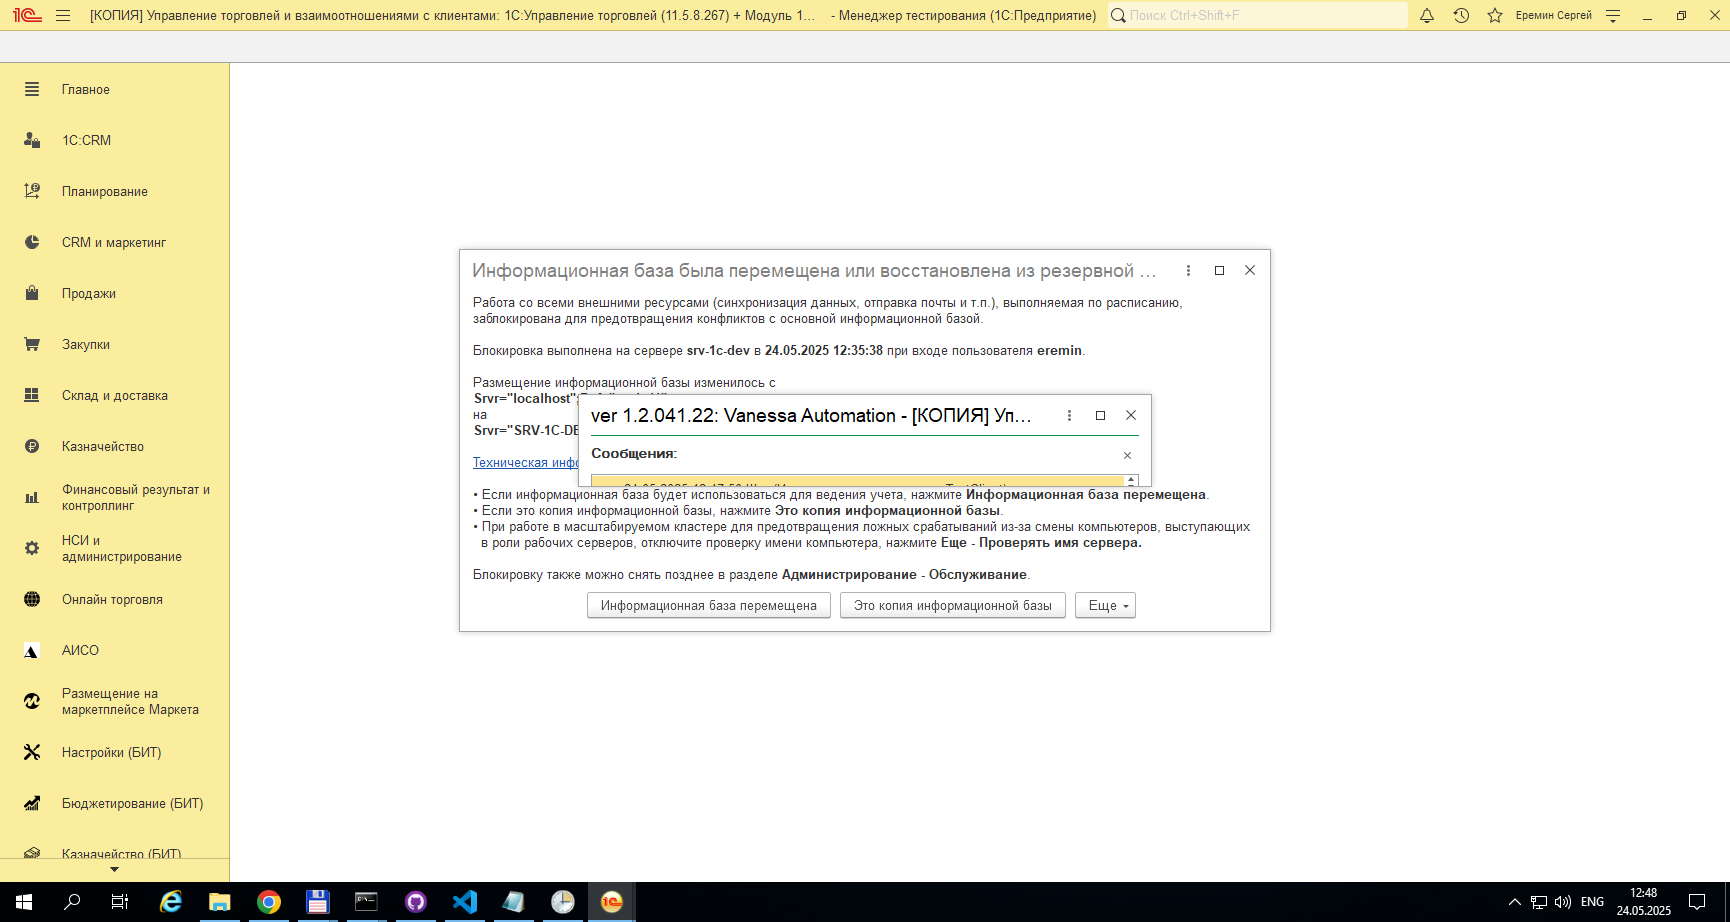 [КОПИЯ] Управление торговлей и взаимоотношениями с клиентами: 1С:Управление торговлей (11.5.8.267) + Модуль 1... - Менеджер тестирования (1С:Предприятие)
Поиск Ctrl+Shift+F
Еремин Сергей
Главное
1С:CRM
Планирование
CRM и маркетинг
Продажи
Закупки
Склад и доставка
Казначейство
Финансовый результат и
контроллинг
НСИ и
администрирование
Онлайн торговля
АИСО
Размещение на
маркетплейсе Маркета
Настройки (БИТ)
Бюджетирование (БИТ)
Казначейство (БИТ)
Информационная база была перемещена или восстановлена из резервной ...
Работа со всеми внешними ресурсами (синхронизация данных, отправка почты и т.п.), выполняемая по расписанию,
заблокирована для предотвращения конфликтов с основной информационной базой.
Блокировка выполнена на сервере srv-1c-dev в 24.05.2025 12:35:38 при входе пользователя eremin.
Размещение информационной базы изменилось с
Srvr="localhost";
на
Srvr="SRV-1C-DE
Техническая инфо
ver 1.2.041.22: Vanessa Automation - [КОПИЯ] Уп...
Сообщения:
• Если информационная база будет использоваться для ведения учета, нажмите Информационная база перемещена.
• Если это копия информационной базы, нажмите Это копия информационной базы.
• При работе в масштабируемом кластере для предотвращения ложных срабатываний из-за смены компьютеров, выступающих
в роли рабочих серверов, отключите проверку имени компьютера, нажмите Еще - Проверять имя сервера.
Блокировку также можно снять позднее в разделе Администрирование - Обслуживание.
Информационная база перемещена
Это копия информационной базы
Еще
ENG
12:48
24.05.2025